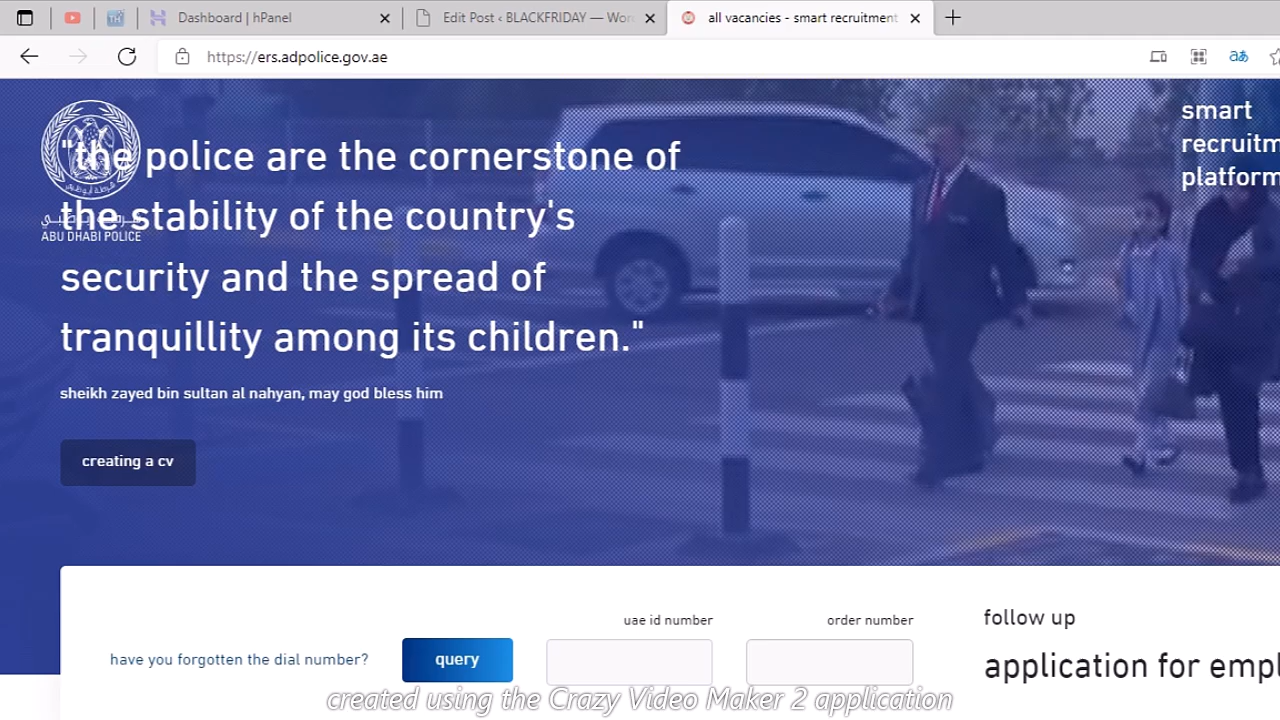 Dashboard | hPanel
Edit Post ‹ BLACKFRIDAY — Wor
all vacancies - smart recruitment
https://ers.adpolice.gov.ae
smart
recruitm
platform
شرطة أبوظبي
ABU DHABI POLICE
"the police are the cornerstone of
the stability of the country's
security and the spread of
tranquillity among its children."
sheikh zayed bin sultan al nahyan, may god bless him
creating a cv
have you forgotten the dial number?
query
uae id number
order number
follow up
application for empl
created using the Crazy Video Maker 2 application